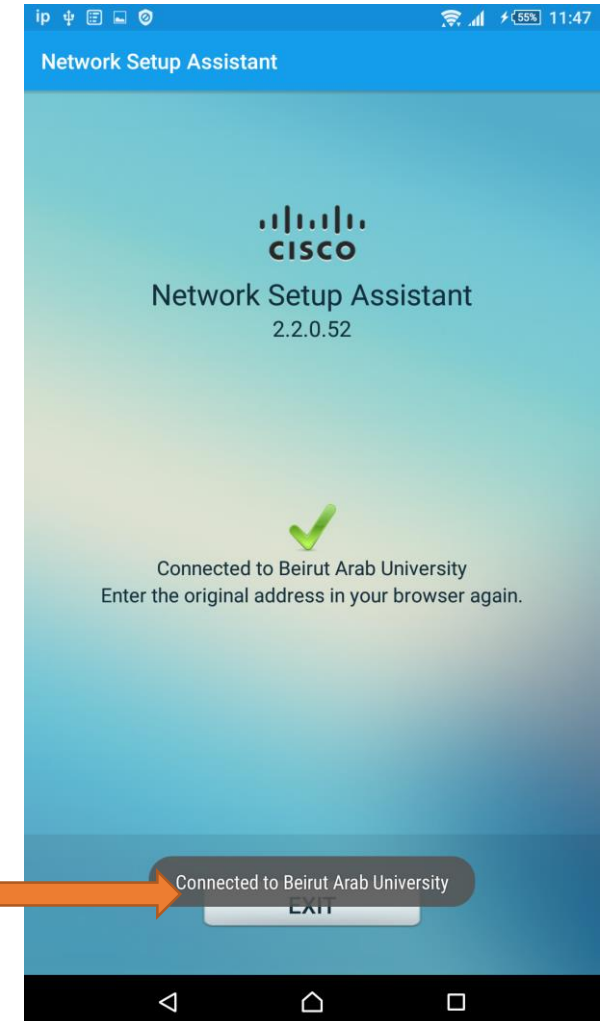 ip 55% 11:47
Network Setup Assistant
CISCO
Network Setup Assistant
2.2.0.52
Connected to Beirut Arab University
Enter the original address in your browser again.
Connected to Beirut Arab University
EXIT